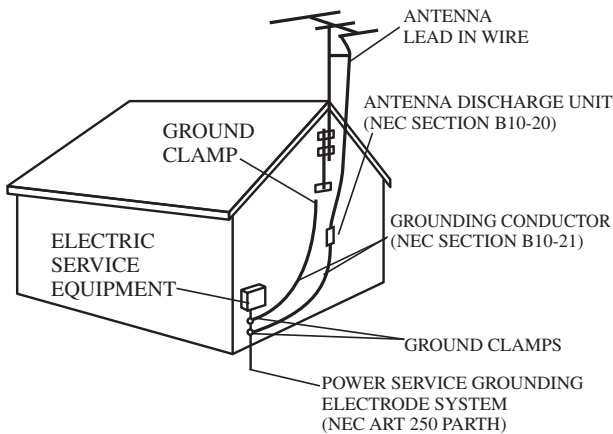 ANTENNA
LEAD IN WIRE
ANTENNA DISCHARGE UNIT
(NEC SECTION B10-20)
GROUND
CLAMP
GROUNDING CONDUCTOR
(NEC SECTION B10-21)
ELECTRIC
SERVICE
EQUIPMENT
GROUND CLAMPS
POWER SERVICE GROUNDING
ELECTRODE SYSTEM
(NEC ART 250 PARTH)